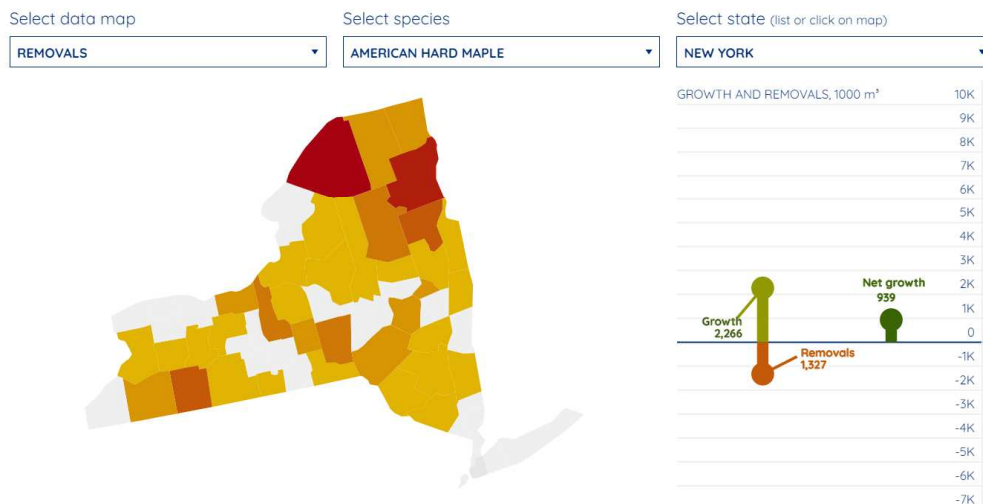 Select data map
Select species
Select state (list or click on map)
REMOVALS
AMERICAN HARD MAPLE
NEW YORK
GROWTH AND REMOVALS, 1000 m³
10K
9K
8K
7K
6K
5K
4K
3K
2K
1K
0
-1K
-2K
-3K
-4K
-5K
-6K
-7K
Net growth
939
Growth
2,266
Removals
1,327